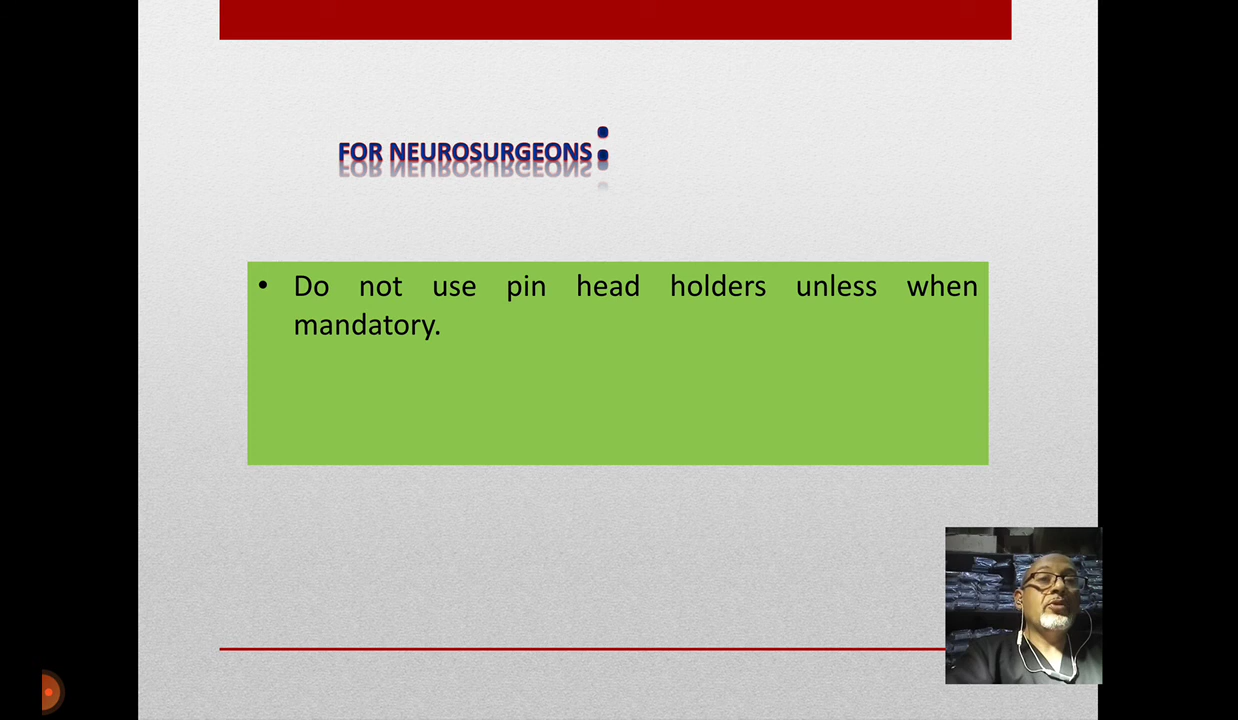 FOR NEUROSURGEONS:
• Do not use pin head holders unless when
mandatory.